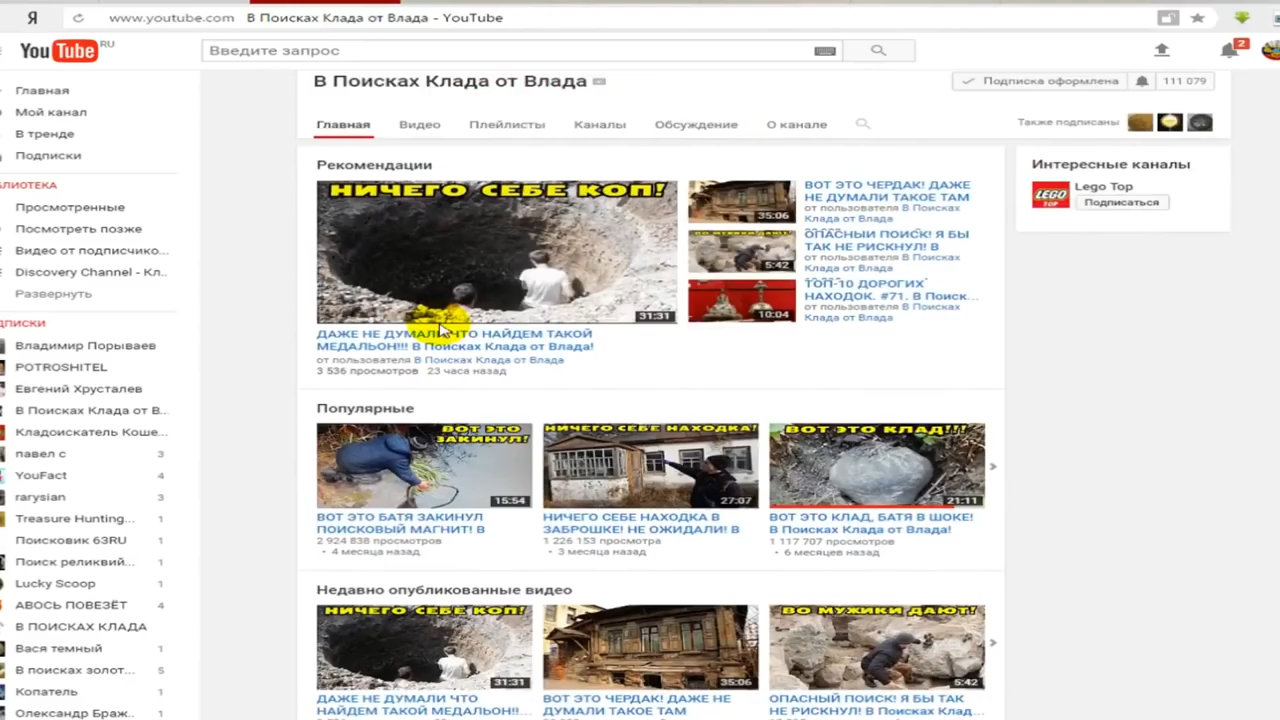 Я
www.youtube.com В Поисках Клада от Влада - YouTube
YouTube RU
Введите запрос
2
В Поисках Клада от Влада
Подписка оформлена
111 079
Главная
Видео
Плейлисты
Каналы
Обсуждение
О канале
Также подписаны
Главная
Мой канал
В тренде
Подписки
БЛИОТЕКА
Просмотренные
Посмотреть позже
Видео от подписчико...
Discovery Channel - Кл..
Развернуть
ДПИСКИ
Владимир Порываев
POTROSHITEL
Евгений Хрусталев
В Поисках Клада от В...
Кладоискатель Коше...
павел с 3
YouFact 4
rarysian 3
Treasure Hunting... 1
Поисковик 63RU 1
Поиск реликвий... 1
Lucky Scoop 1
АВОСЬ ПОВЕЗЁТ 4
В ПОИСКАХ КЛАДА 1
Вася темный 1
В поисках золот... 5
Копатель 1
Олександр Браж.. 1
Рекомендации
НИЧЕГО СЕБЕ КОП!
31:31
ДАЖЕ НЕ ДУМАЛИ ЧТО НАЙДЕМ ТАКОЙ
МЕДАЛЬОН!!! В Поисках Клада от Влада!
от пользователя В Поисках Клада от Влада
3 536 просмотров 23 часа назад
35:06
ВОТ ЭТО ЧЕРДАК! ДАЖЕ
НЕ ДУМАЛИ ТАКОЕ ТАМ
от пользователя В Поисках
Клада от Влада
ВО МУЖИКИ ДАЮТ!
5:42
ОПАСНЫЙ ПОИСК! Я БЫ
ТАК НЕ РИСКНУЛ! В
от пользователя В Поисках
Клада от Влада
10:04
ТОП-10 ДОРОГИХ
НАХОДОК. #71. В Поиск...
от пользователя В Поисках
Клада от Влада
Интересные каналы
LEGO
TOP
Lego Top
Подписаться
Популярные
ВОТ ЭТО
ЗАКИНУЛ!
15:54
ВОТ ЭТО БАТЯ ЗАКИНУЛ
ПОИСКОВЫЙ МАГНИТ! В
2 924 838 просмотров
• 4 месяца назад
НИЧЕГО СЕБЕ НАХОДКА!
27:07
НИЧЕГО СЕБЕ НАХОДКА В
ЗАБРОШКЕ! НЕ ОЖИДАЛИ! В
1 226 153 просмотра
• 3 месяца назад
ВОТ ЭТО КЛАД!!!
21:11
ВОТ ЭТО КЛАД, БАТЯ В ШОКЕ!
В Поисках Клада от Влада!
1 117 707 просмотров
• 6 месяцев назад
Недавно опубликованные видео
НИЧЕГО СЕБЕ КОП!
31:31
ДАЖЕ НЕ ДУМАЛИ ЧТО
НАЙДЕМ ТАКОЙ МЕДАЛЬОН!!..
35:06
ВОТ ЭТО ЧЕРДАК! ДАЖЕ НЕ
ДУМАЛИ ТАКОЕ ТАМ
ВО МУЖИКИ ДАЮТ!
5:42
ОПАСНЫЙ ПОИСК! Я БЫ ТАК
НЕ РИСКНУЛ! В Поисках Клад...